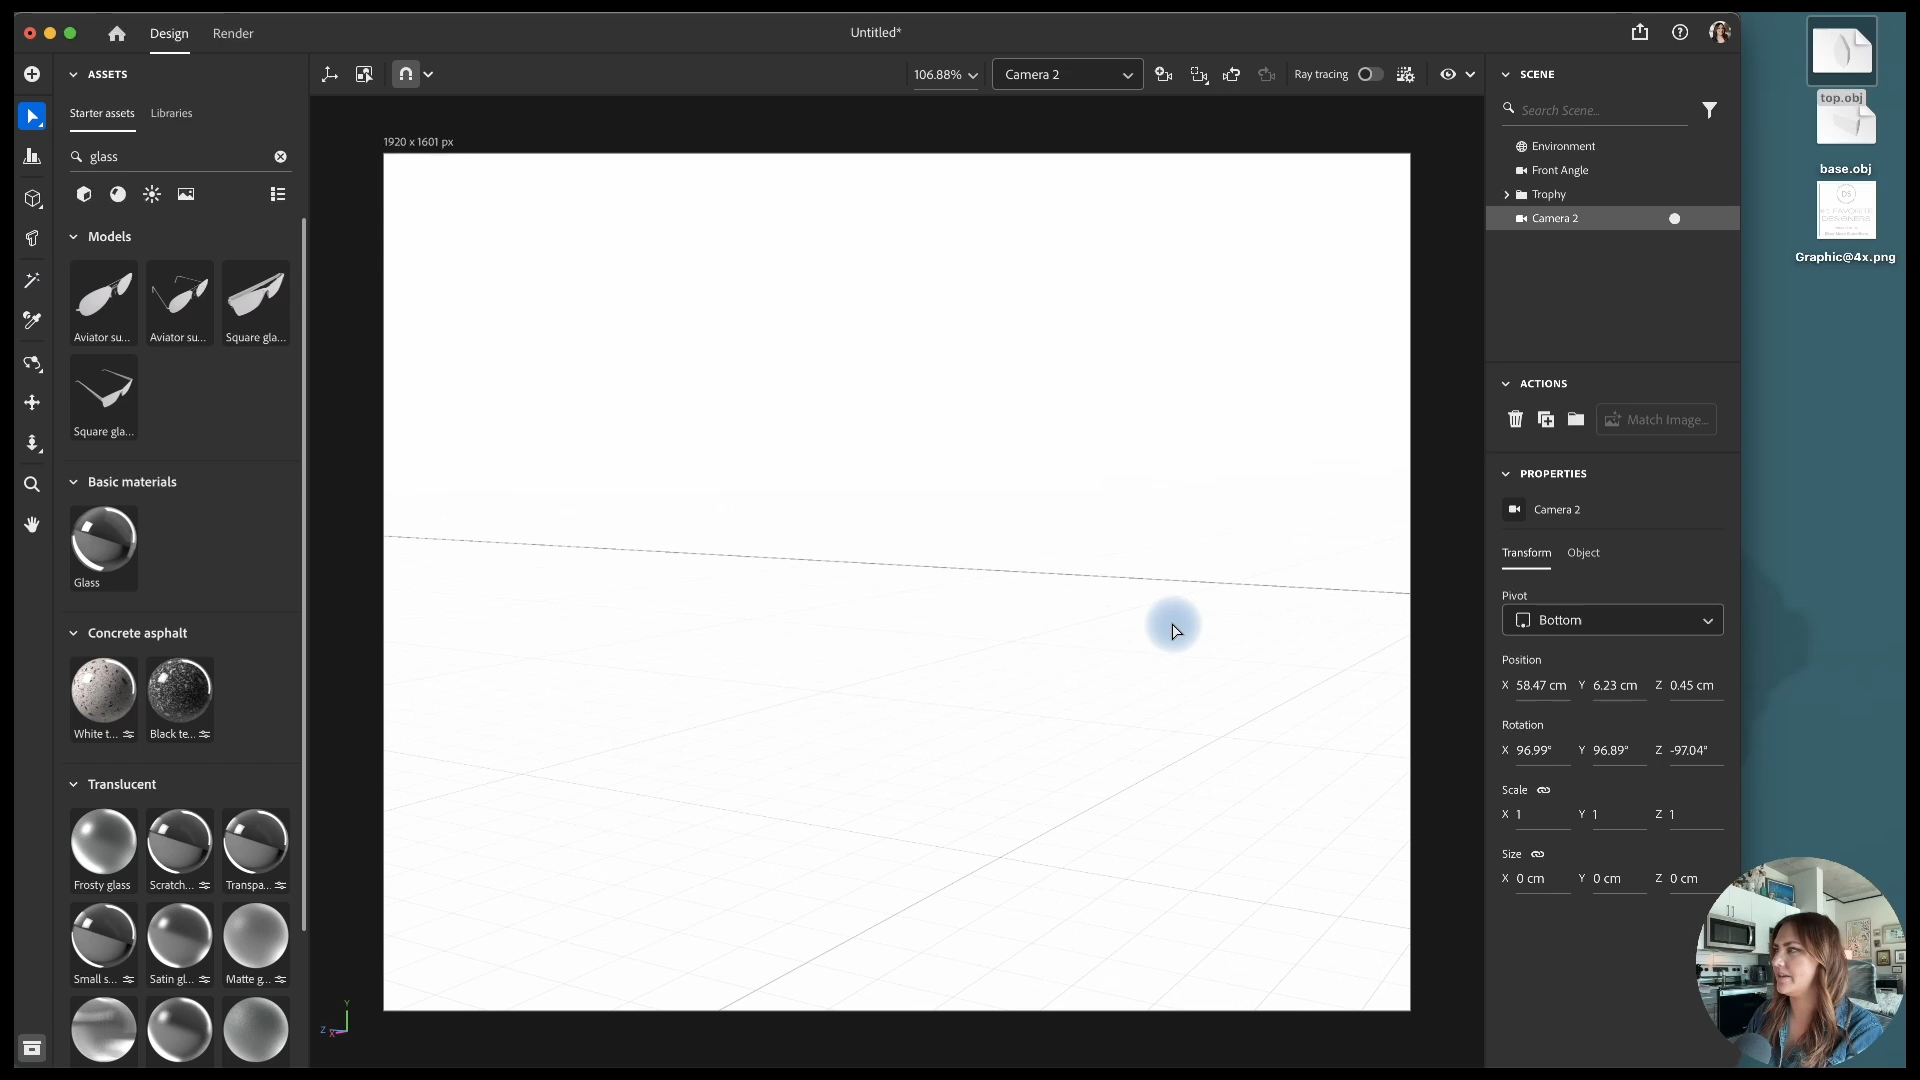 Design
Render
Untitled*
ASSETS
Starter assets
Libraries
glass
Models
Aviator su...
Aviator su...
Square gla...
Square gla...
Basic materials
Glass
Concrete asphalt
White t...
Black te...
Translucent
Frosty glass
Scratch...
Transpa...
Small s...
Satin gl...
Matte g...
106.88%
Camera 2
Ray tracing
1920 x 1601 px
Y
Z
X
SCENE
Search Scene...
Environment
Front Angle
Trophy
Camera 2
ACTIONS
Match Image...
PROPERTIES
Camera 2
Transform
Object
Pivot
Bottom
Position
X 58.47 cm Y 6.23 cm Z 0.45 cm
Rotation
X 96.99° Y 96.89° Z -97.04°
Scale
X 1 Y 1 Z 1
Size
X 0 cm Y 0 cm Z 0 cm
top.obj
base.obj
DS
#1 FAVORITE
DESIGNERS
Graphic@4x.png